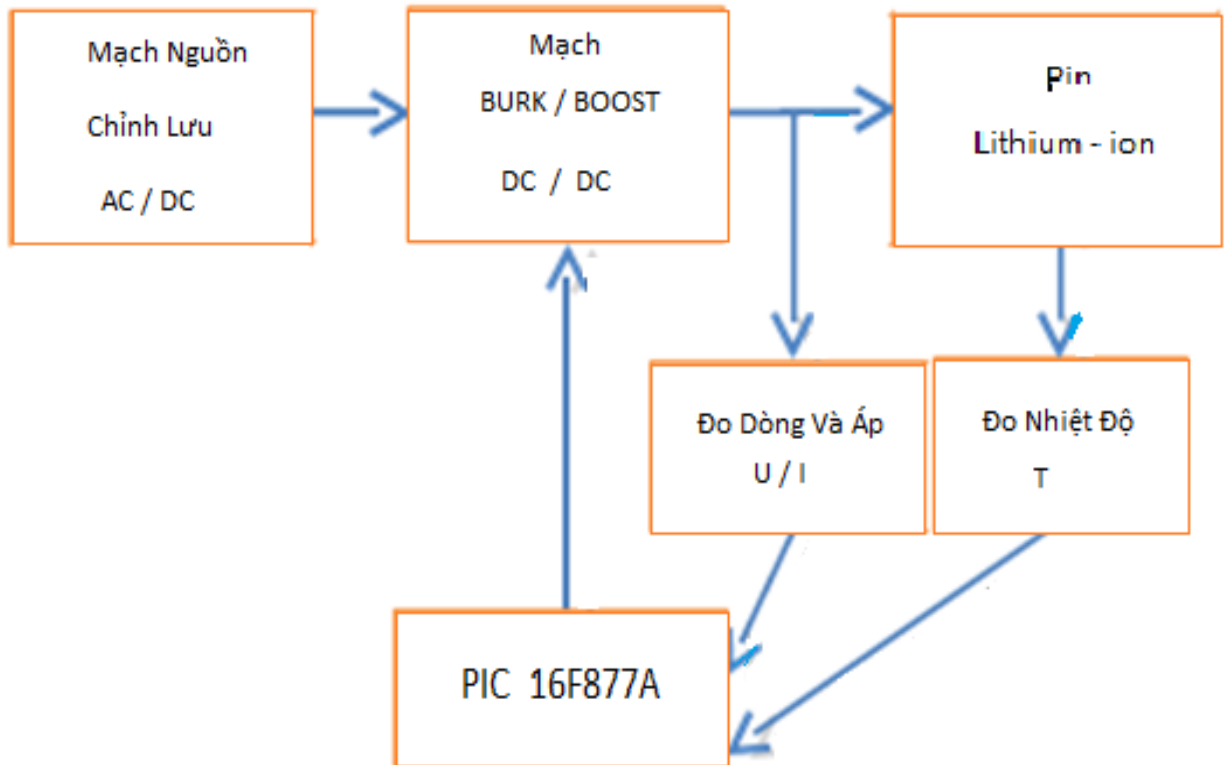 Mạch Nguồn
Chỉnh Lưu
AC / DC
Mạch
BURK / BOOST
DC / DC
Pin
Lithium - ion
Đo Dòng Và Áp
U / I
Đo Nhiệt Độ
T
PIC 16F877A